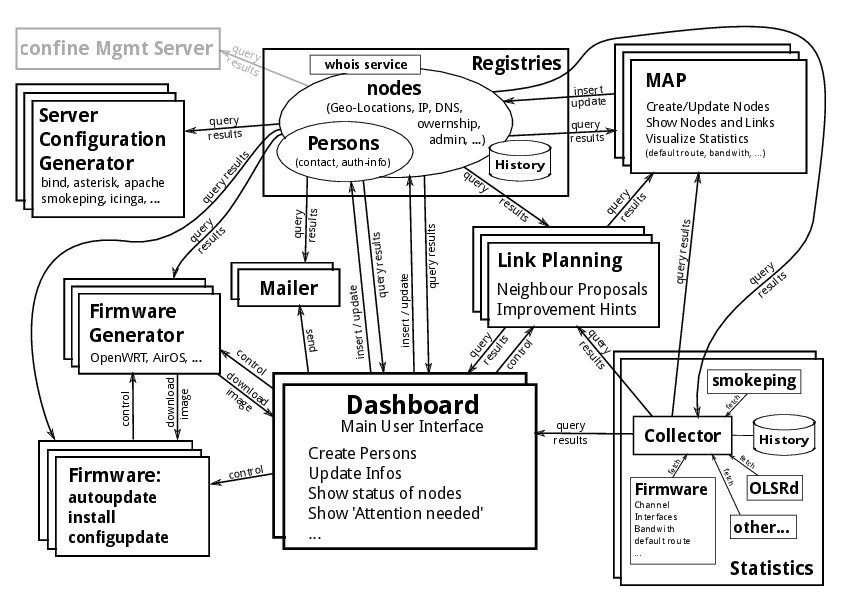 confine Mgmt Server
query
results
whois service
Registries
nodes
(Geo-Locations, IP, DNS,
owernship,
admin, ...)
Persons
(contact, auth-info)
History
insert
update
query
results
MAP
Create/Update Nodes
Show Nodes and Links
Visualize Statistics
(default route, bandwith, ...)
Server
Configuration
Generator
bind, asterisk, apache
smokeping, icinga, ...
query
results
query results
query
results
query
results
query
results
query
results
Link Planning
Neighbour Proposals
Improvement Hints
Mailer
send
insert / update
query results
insert / update
query results
query results
query
results
Firmware
Generator
OpenWRT, AirOS, ...
control
download
image
control
download
image
query
results
control
query
results
Dashboard
Main User Interface
Create Persons
Update Infos
Show status of nodes
Show 'Attention needed'
...
query
results
control
Firmware:
autoupdate
install
configupdate
smokeping
fetch
Collector
History
fetch
fetch
fetch
OLSRd
Firmware
Channel
Interfaces
Bandwith
default route
...
other...
Statistics